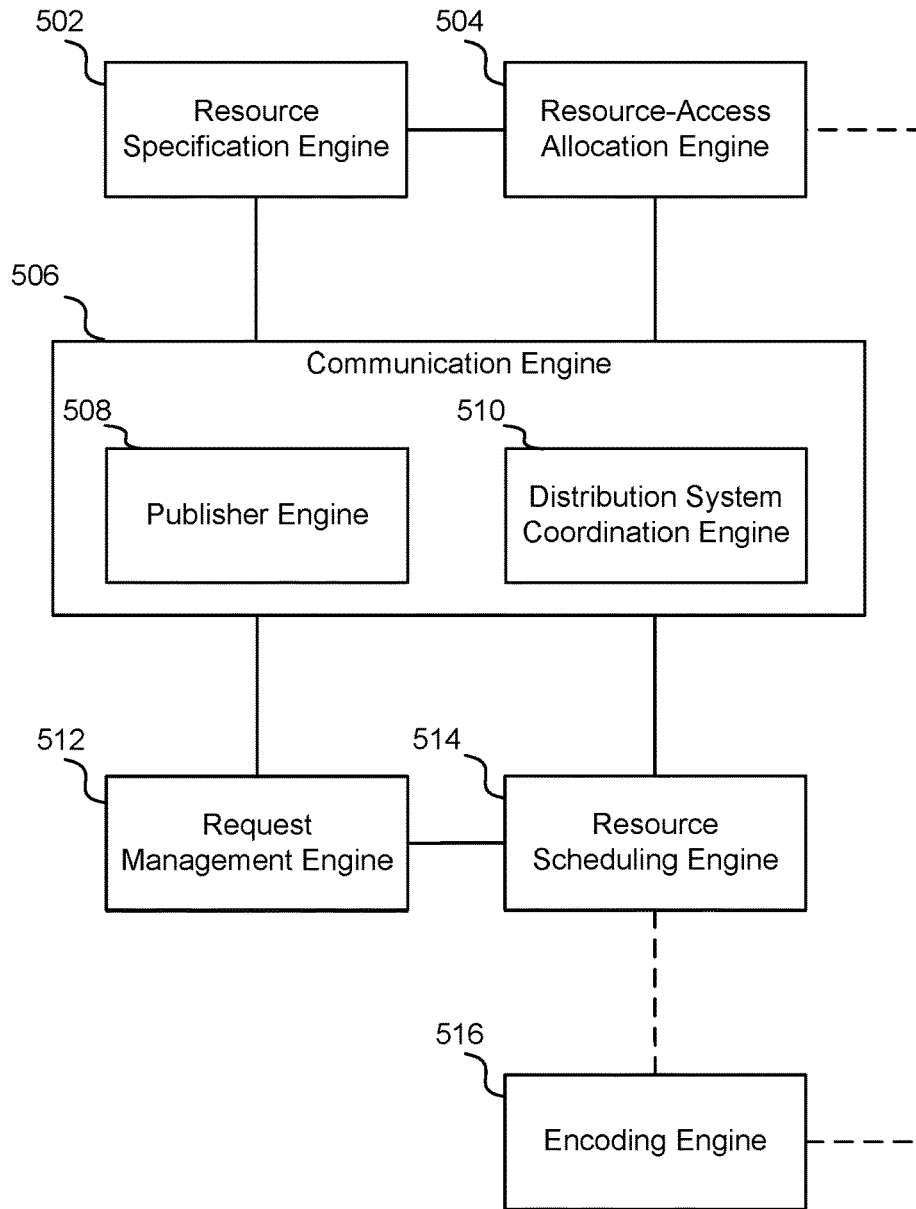 502
504
Resource
Specification Engine
Resource-Access
Allocation Engine
506
Communication Engine
508
510
Publisher Engine
Distribution System
Coordination Engine
512
514
Request
Management Engine
Resource
Scheduling Engine
516
Encoding Engine